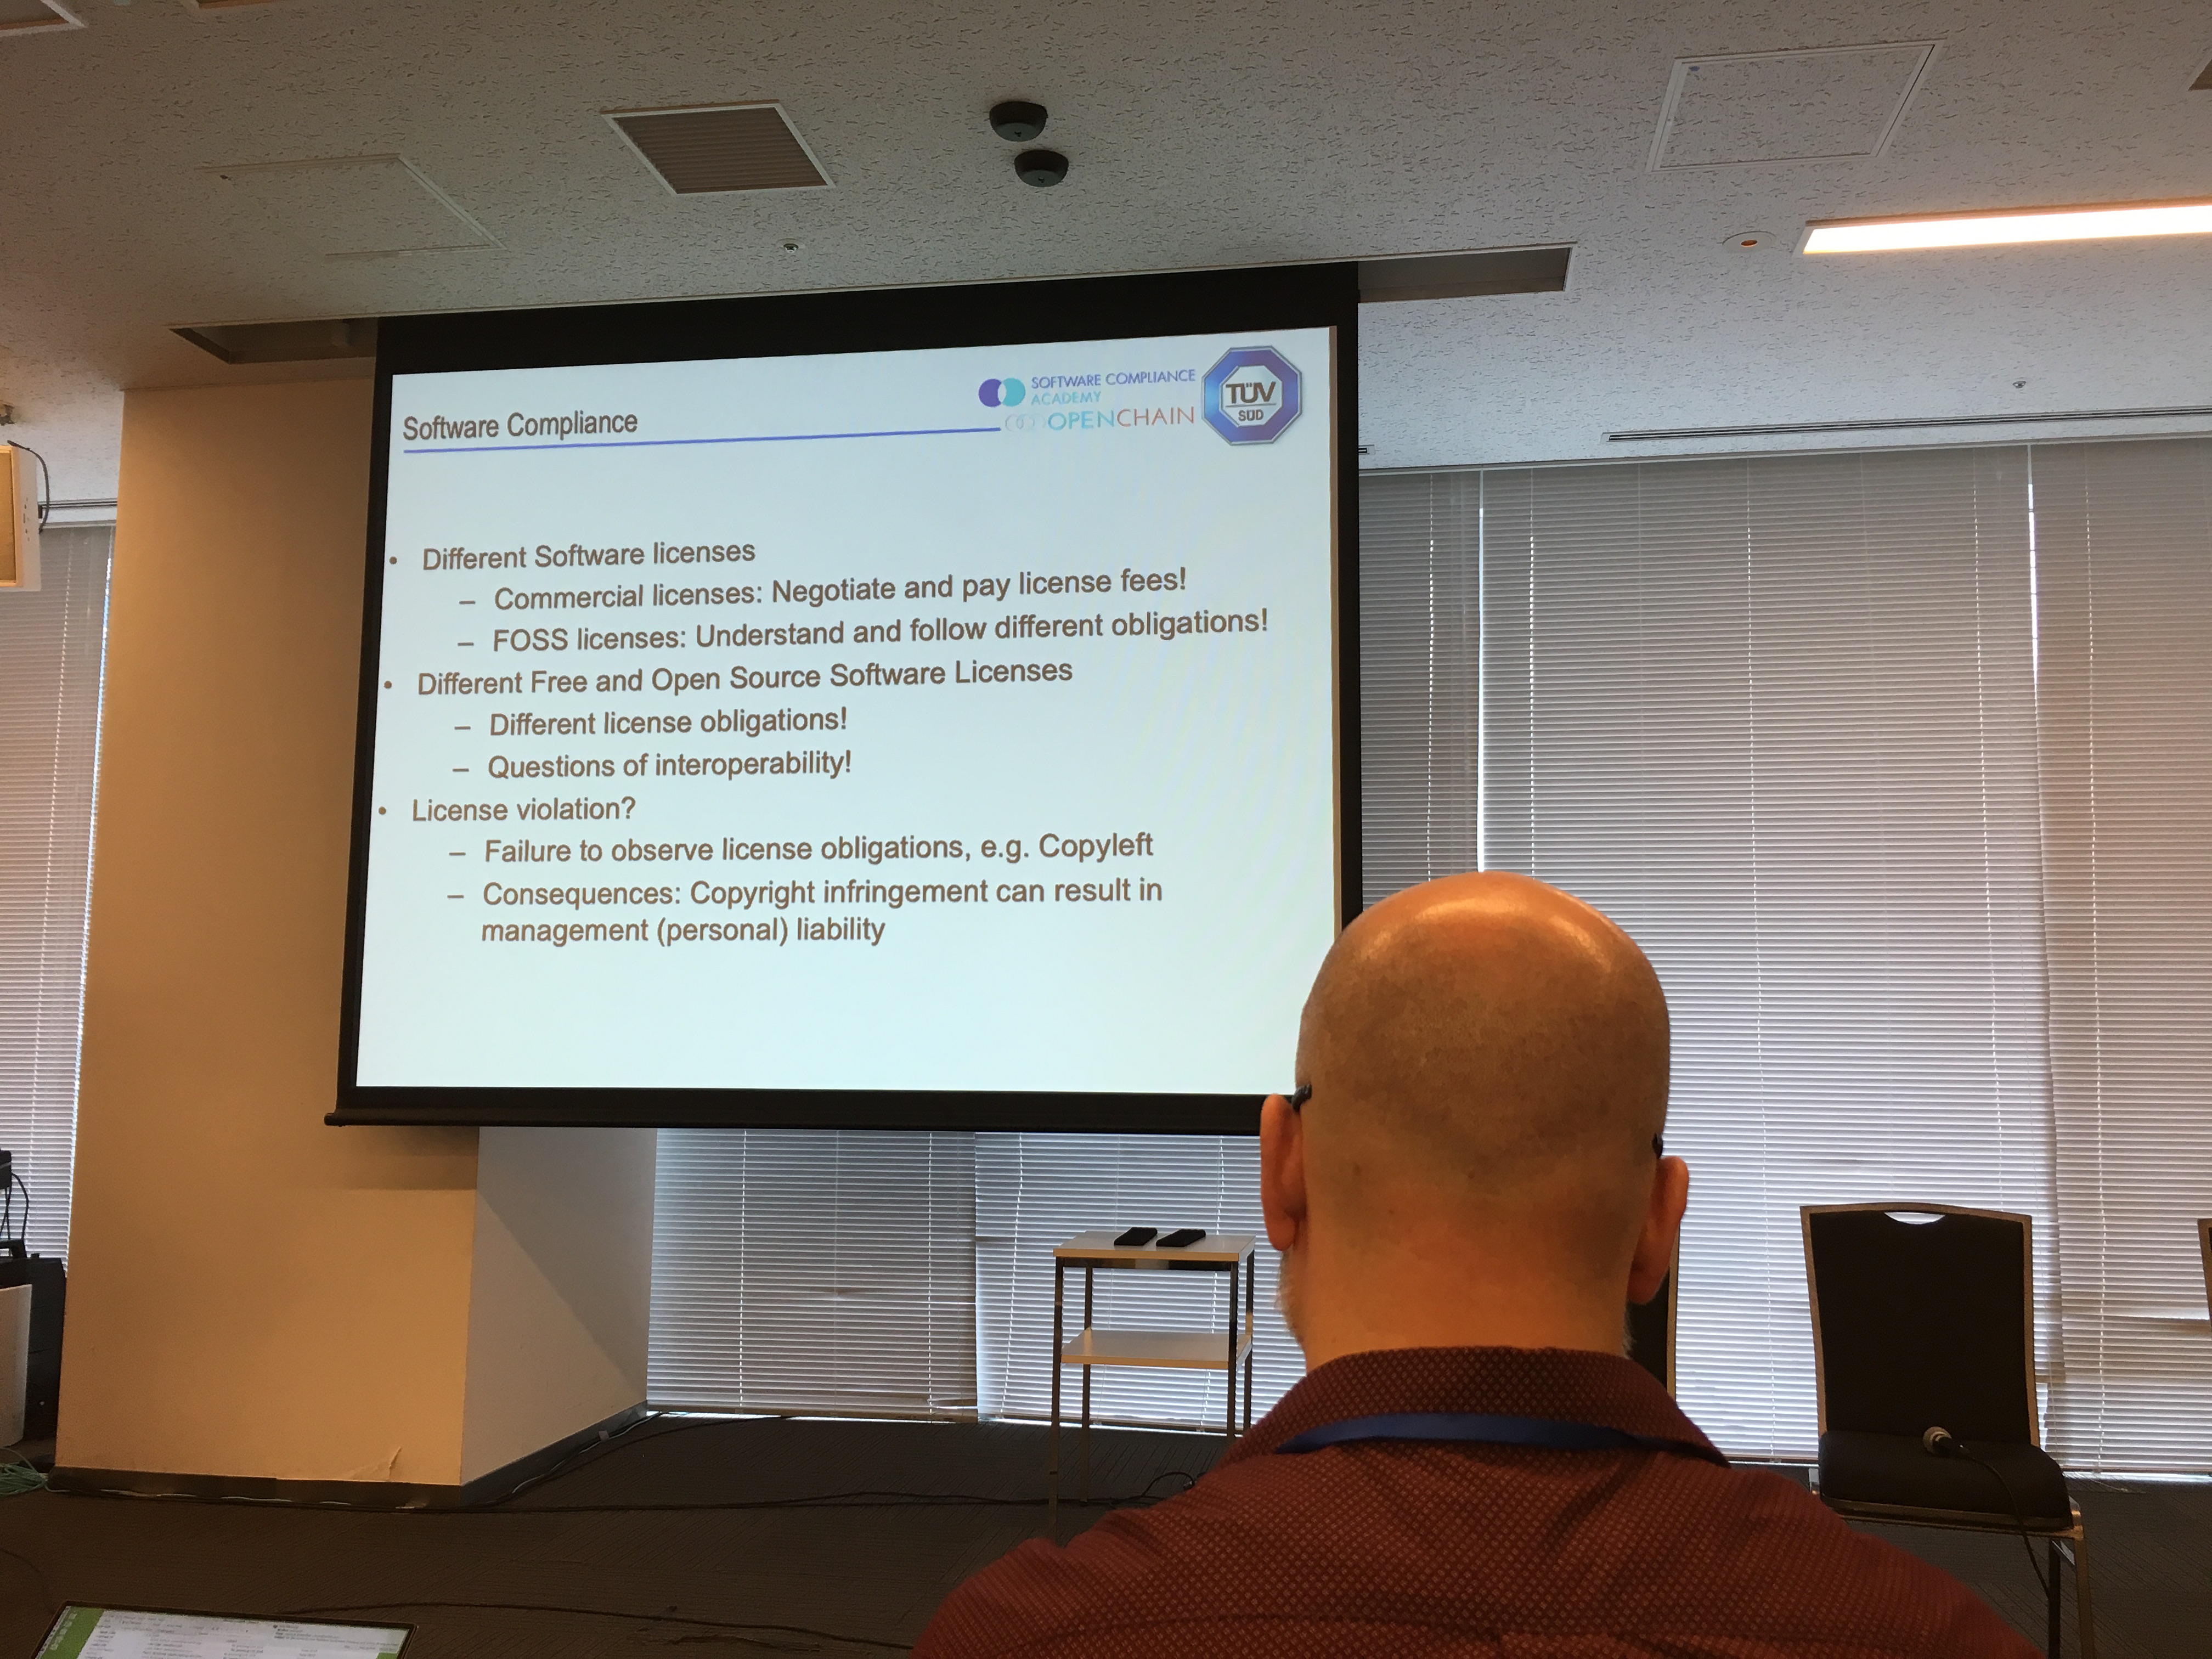 SOFTWARE COMPLIANCE
ACADEMY
OPENCHAIN
TÜV
SÜD
Software Compliance
• Different Software licenses
– Commercial licenses: Negotiate and pay license fees!
– FOSS licenses: Understand and follow different obligations!
• Different Free and Open Source Software Licenses
– Different license obligations!
– Questions of interoperability!
• License violation?
– Failure to observe license obligations, e.g. Copyleft
– Consequences: Copyright infringement can result in
management (personal) liability